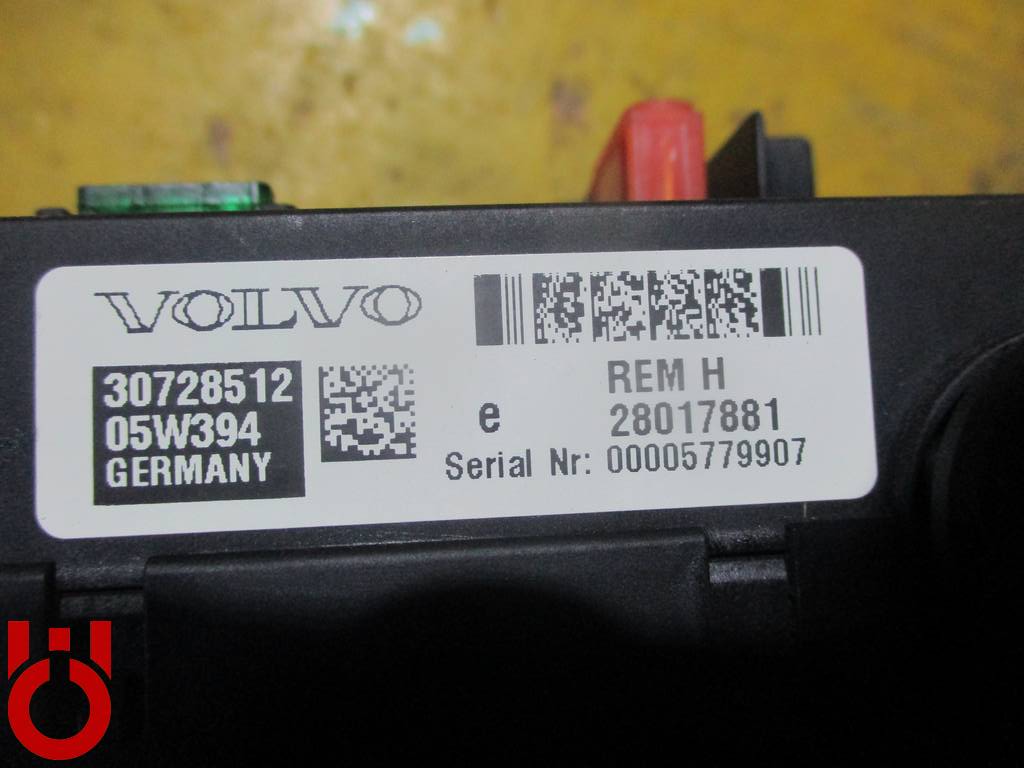 VOLVO
30728512
05W394
GERMANY
REM H
e 28017881
Serial Nr: 00005779907